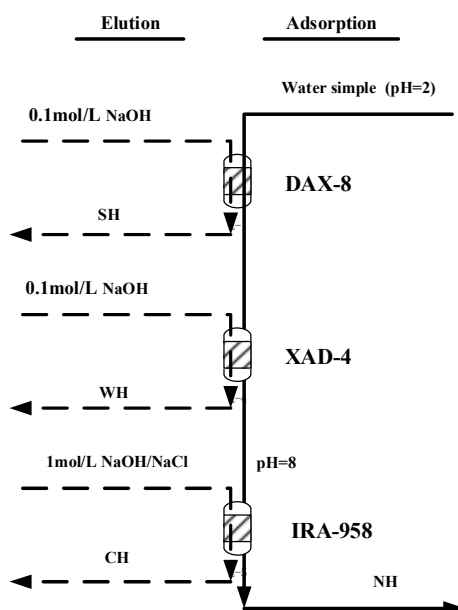 Elution Adsorption
Water simple (pH=2)
0.1mol/L NaOH
DAX-8
SH
0.1mol/L NaOH
XAD-4
WH
1mol/L NaOH/NaCl pH=8
IRA-958
CH NH